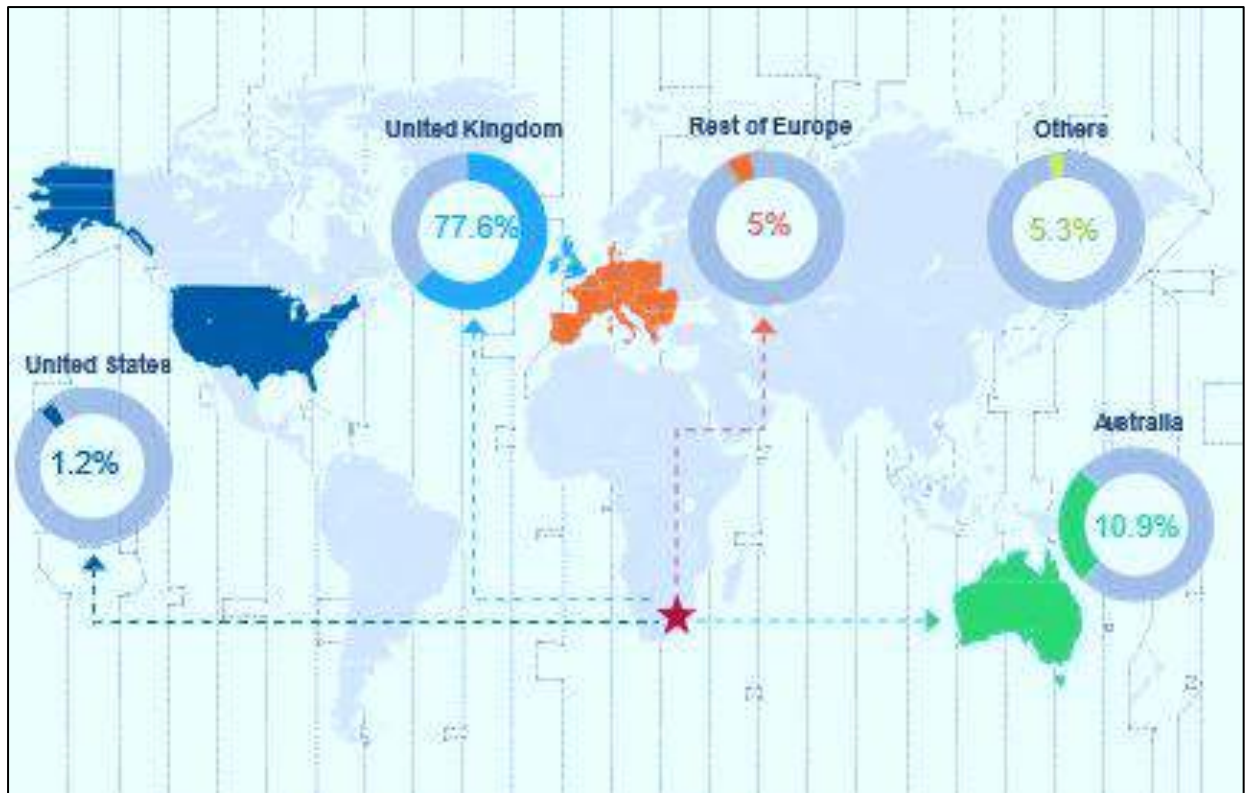 United Kingdom
77.6%
Rest of Europe
5%
Others
5.3%
United States
1.2%
Australia
10.9%